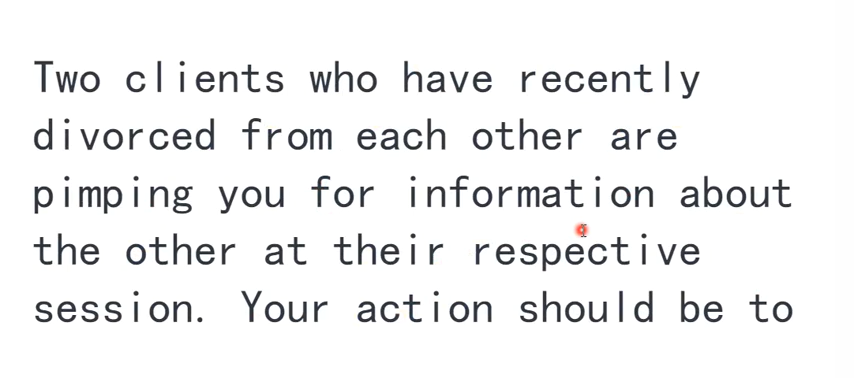 Two clients who have recently
divorced from each other are
pimping you for information about
the other at their respective
session. Your action should be to